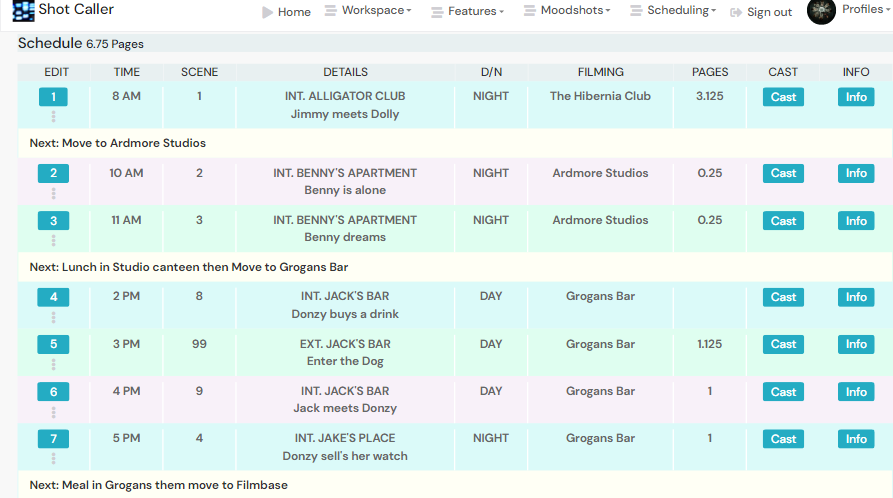 Shot Caller Home Workspace Features Moodshots Scheduling Sign out Profiles
Schedule 6.75 Pages
EDIT TIME SCENE DETAILS D/N FILMING PAGES CAST INFO
1 8 AM 1 INT. ALLIGATOR CLUB NIGHT The Hibernia Club 3.125 Cast Info
Jimmy meets Dolly
Next: Move to Ardmore Studios
2 10 AM 2 INT. BENNY'S APARTMENT NIGHT Ardmore Studios 0.25 Cast Info
Benny is alone
3 11 AM 3 INT. BENNY'S APARTMENT NIGHT Ardmore Studios 0.25 Cast Info
Benny dreams
Next: Lunch in Studio canteen then Move to Grogans Bar
4 2 PM 8 INT. JACK'S BAR DAY Grogans Bar Cast Info
Donzy buys a drink
5 3 PM 99 EXT. JACK'S BAR DAY Grogans Bar 1.125 Cast Info
Enter the Dog
6 4 PM 9 INT. JACK'S BAR DAY Grogans Bar 1 Cast Info
Jack meets Donzy
7 5 PM 4 INT. JAKE'S PLACE NIGHT Grogans Bar 1 Cast Info
Donzy sell's her watch
Next: Meal in Grogans them move to Filmbase